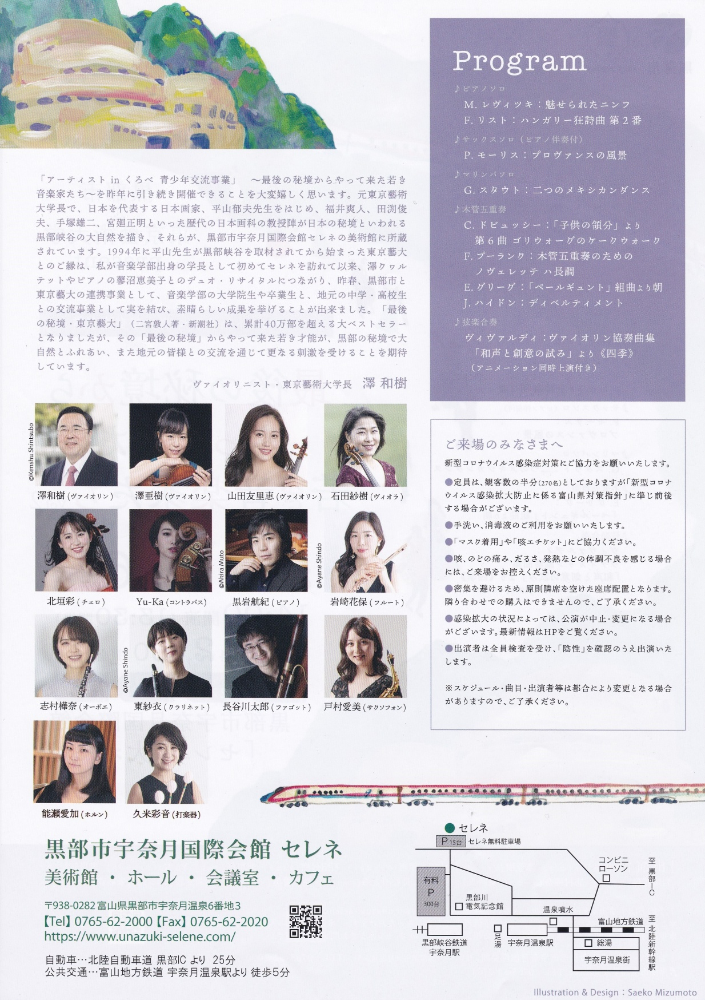 「アーティスト in くろべ 青少年交流事業」　〜最後の秘境からやって来た若き
音楽家たち〜を昨年に引き続き開催できることを大変嬉しく思います。元東京藝術
大学長で、日本を代表する日本画家、平山郁夫先生をはじめ、福井爽人、田渕俊
夫、手塚雄二、宮廻正明といった歴代の日本画科の教授陣が日本の秘境といわれる
黒部峡谷の大自然を描き、それらが、黒部市宇奈月国際会館セレネの美術館に所蔵
されています。1994年に平山先生が黒部峡谷を取材されてから始まった東京藝大
とのご縁は、私が音楽学部出身の学長として初めてセレネを訪れて以来、澤クヮル
テットやピアノの蓼沼恵美子とのデュオ・リサイタルにつながり、昨春、黒部市と
東京藝大の連携事業として、音楽学部の大学院生や卒業生と、地元の中学・高校生
との交流事業として実を結び、素晴らしい成果を挙げることが出来ました。「最後
の秘境・東京藝大」（二宮敦人著・新潮社）は、累計40万部を超える大ベストセラー
となりましたが、その「最後の秘境」からやって来た若き才能が、黒部の秘境で大
自然とふれあい、また地元の皆様との交流を通じて更なる刺激を受けることを期待
しています。
ヴァイオリニスト・東京藝術大学長　澤 和樹
©Kenshu Shintsubo
澤和樹 (ヴァイオリン)
澤亜樹 (ヴァイオリン)
山田友里恵 (ヴァイオリン)
石田紗樹 (ヴィオラ)
©Akira Muto
©Ayane Shindo
北垣彩 (チェロ)
Yu-Ka (コントラバス)
黒岩航紀 (ピアノ)
岩崎花保 (フルート)
©Ayane Shindo
志村樺奈 (オーボエ)
東紗衣 (クラリネット)
長谷川太郎 (ファゴット)
戸村愛美 (サクソフォン)
能瀬愛加 (ホルン)
久米彩音 (打楽器)
Program
♪ピアノソロ
M. レヴィツキ：魅せられたニンフ
F. リスト：ハンガリー狂詩曲 第２番
♪サックスソロ（ピアノ伴奏付）
P. モーリス：プロヴァンスの風景
♪マリンバソロ
G. スタウト：二つのメキシカンダンス
♪木管五重奏
C. ドビュッシー：「子供の領分」より
第６曲 ゴリウォーグのケークウォーク
F. プーランク：木管五重奏のための
ノヴェレッテ ハ長調
E. グリーグ：「ペールギュント」組曲より朝
J. ハイドン：ディベルティメント
♪弦楽合奏
ヴィヴァルディ：ヴァイオリン協奏曲集
「和声と創意の試み」より《四季》
（アニメーション同時上演付き）
ご来場のみなさまへ
新型コロナウイルス感染症対策にご協力をお願いいたします。
●定員は、観客数の半分(270名)としておりますが「新型コロナ
ウイルス感染拡大防止に係る富山県対策指針」に準じ前後
する場合がございます。
●手洗い、消毒液のご利用をお願いいたします。
●「マスク着用」や「咳エチケット」にご協力ください。
●咳、のどの痛み、だるさ、発熱などの体調不良を感じる場合
には、ご来場をお控えください。
●密集を避けるため、原則隣席を空けた座席配置となります。
隣り合わせでの購入はできませんので、ご了承ください。
●感染拡大の状況によっては、公演が中止・変更になる場合
がございます。最新情報はHPをご覧ください。
●出演者は全員検査を受け、「陰性」を確認のうえ出演いた
します。
※スケジュール・曲目・出演者等は都合により変更となる場合
がありますので、ご了承ください。
黒部市宇奈月国際会館 セレネ
美術館 ・ ホール ・ 会議室 ・ カフェ
〒938-0282 富山県黒部市宇奈月温泉6番地3
【Tel】0765-62-2000【Fax】0765-62-2020
https://www.unazuki-selene.com/
自動車…北陸自動車道 黒部IC より 25分
公共交通…富山地方鉄道 宇奈月温泉駅より 徒歩5分
セレネ
P 15台 セレネ無料駐車場
有料
P
300台
黒部川
電気記念館
コンビニ
ローソン
至黒部IC
温泉噴水
富山地方鉄道
至北陸新幹線駅
黒部峡谷鉄道
宇奈月駅
足湯
宇奈月温泉駅
総湯
宇奈月温泉街
Illustration & Design：Saeko Mizumoto